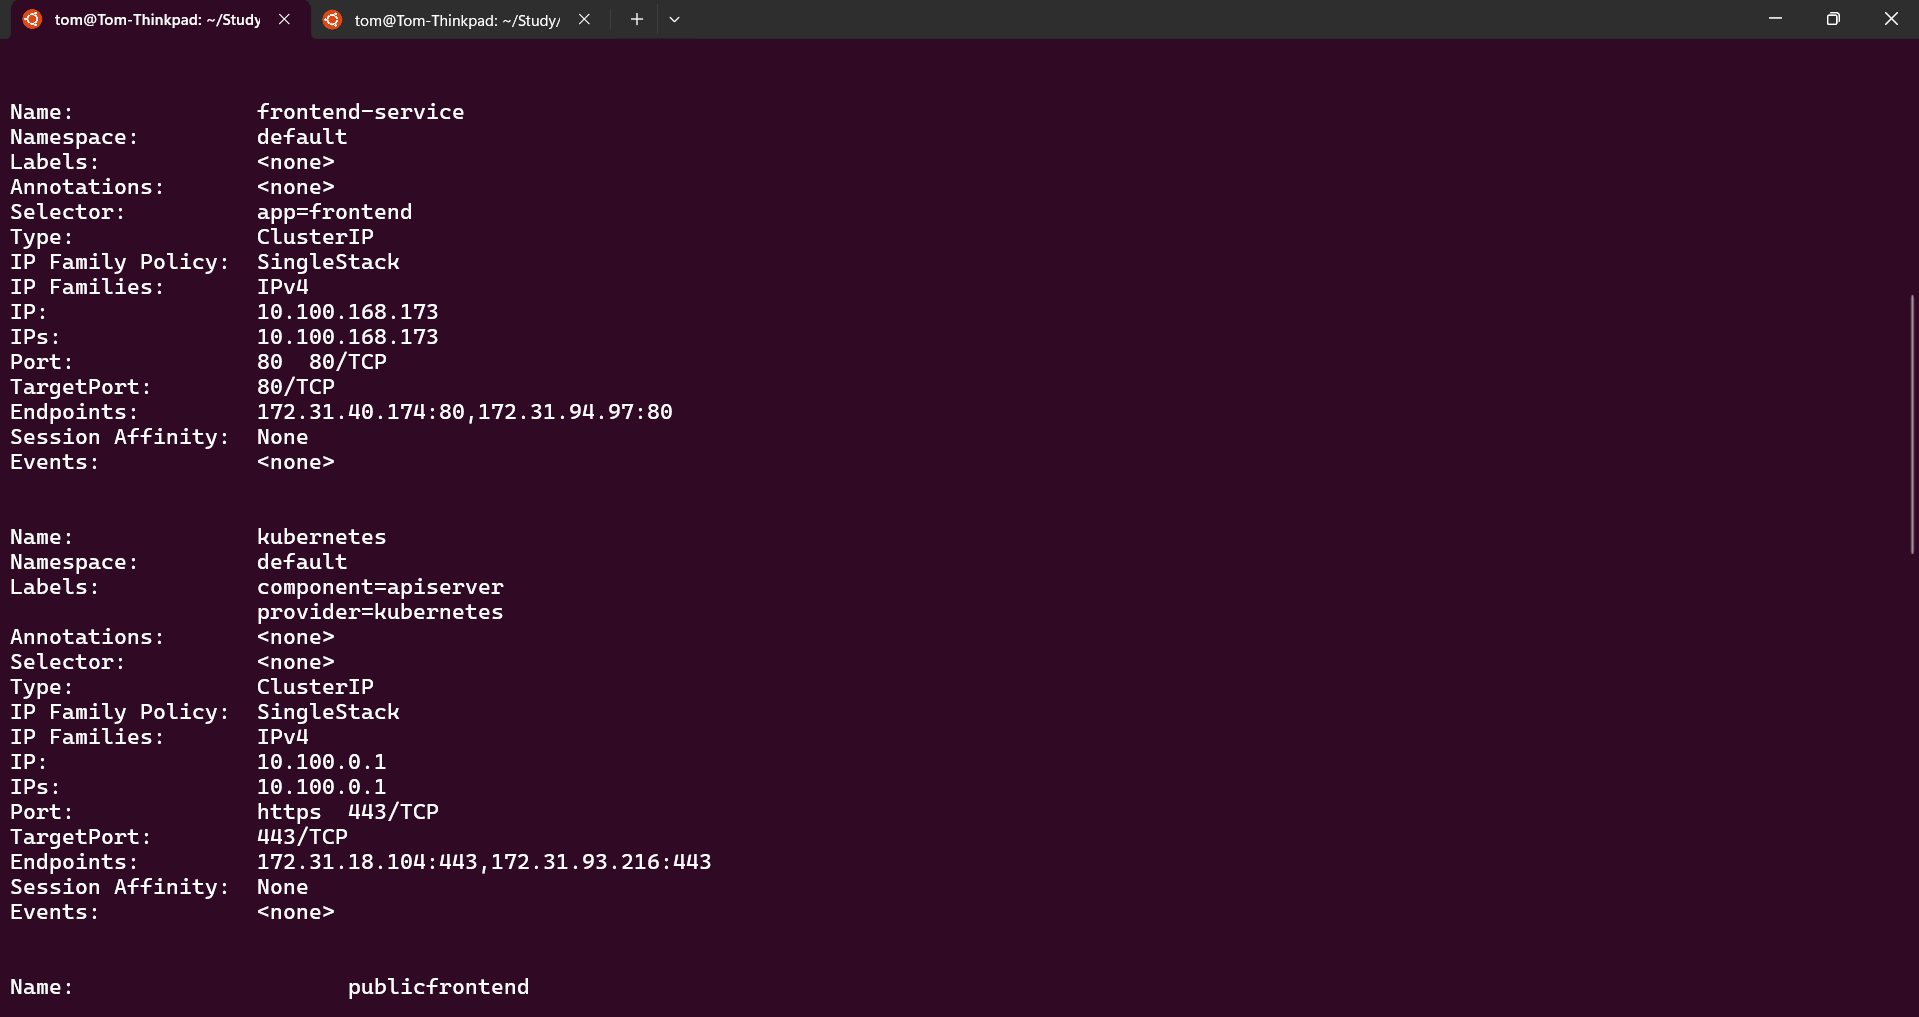 tom@Tom-Thinkpad: ~/Study
tom@Tom-Thinkpad: ~/Study/
Name: frontend-service
Namespace: default
Labels: <none>
Annotations: <none>
Selector: app=frontend
Type: ClusterIP
IP Family Policy: SingleStack
IP Families: IPv4
IP: 10.100.168.173
IPs: 10.100.168.173
Port: 80 80/TCP
TargetPort: 80/TCP
Endpoints: 172.31.40.174:80,172.31.94.97:80
Session Affinity: None
Events: <none>
Name: kubernetes
Namespace: default
Labels: component=apiserver
provider=kubernetes
Annotations: <none>
Selector: <none>
Type: ClusterIP
IP Family Policy: SingleStack
IP Families: IPv4
IP: 10.100.0.1
IPs: 10.100.0.1
Port: https 443/TCP
TargetPort: 443/TCP
Endpoints: 172.31.18.104:443,172.31.93.216:443
Session Affinity: None
Events: <none>
Name: publicfrontend